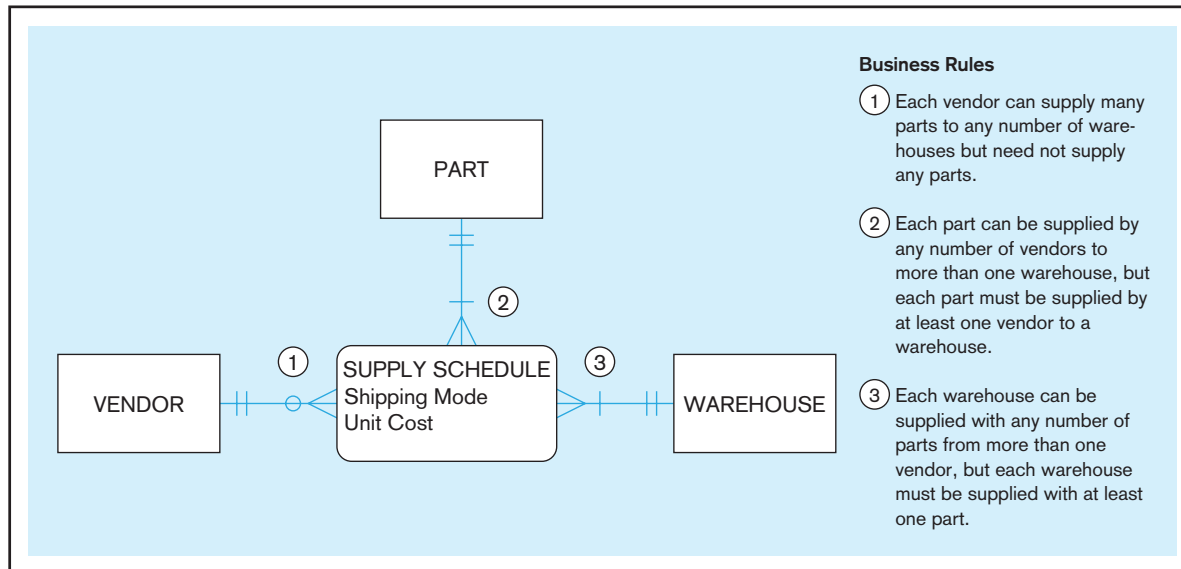 Business Rules
1 Each vendor can supply many
parts to any number of ware-
houses but need not supply
any parts.
2 Each part can be supplied by
any number of vendors to
more than one warehouse, but
each part must be supplied by
at least one vendor to a
warehouse.
3 Each warehouse can be
supplied with any number of
parts from more than one
vendor, but each warehouse
must be supplied with at least
one part.
PART
2
1
3
VENDOR
SUPPLY SCHEDULE
Shipping Mode
Unit Cost
WAREHOUSE